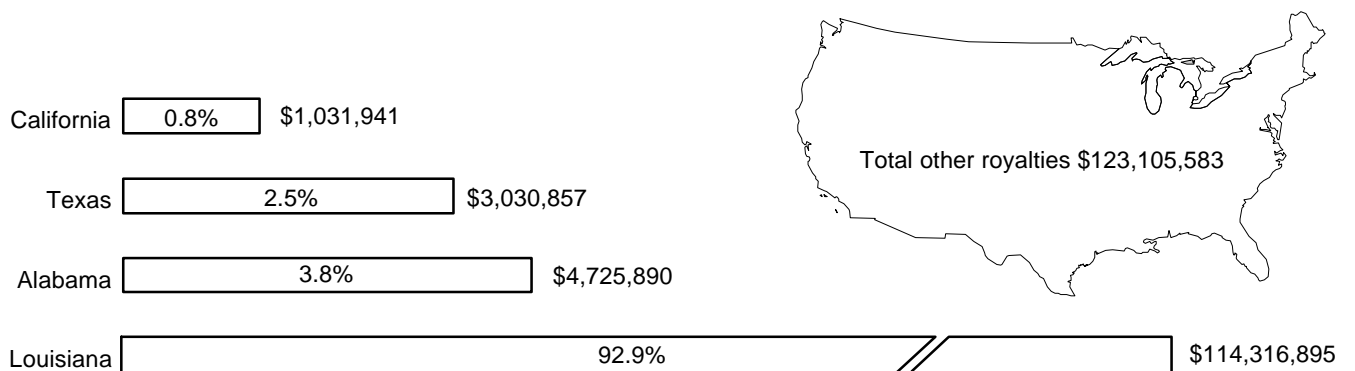 California 0.8% $1,031,941
Total other royalties $123,105,583
Texas 2.5% $3,030,857
Alabama 3.8% $4,725,890
Louisiana 92.9% $114,316,895